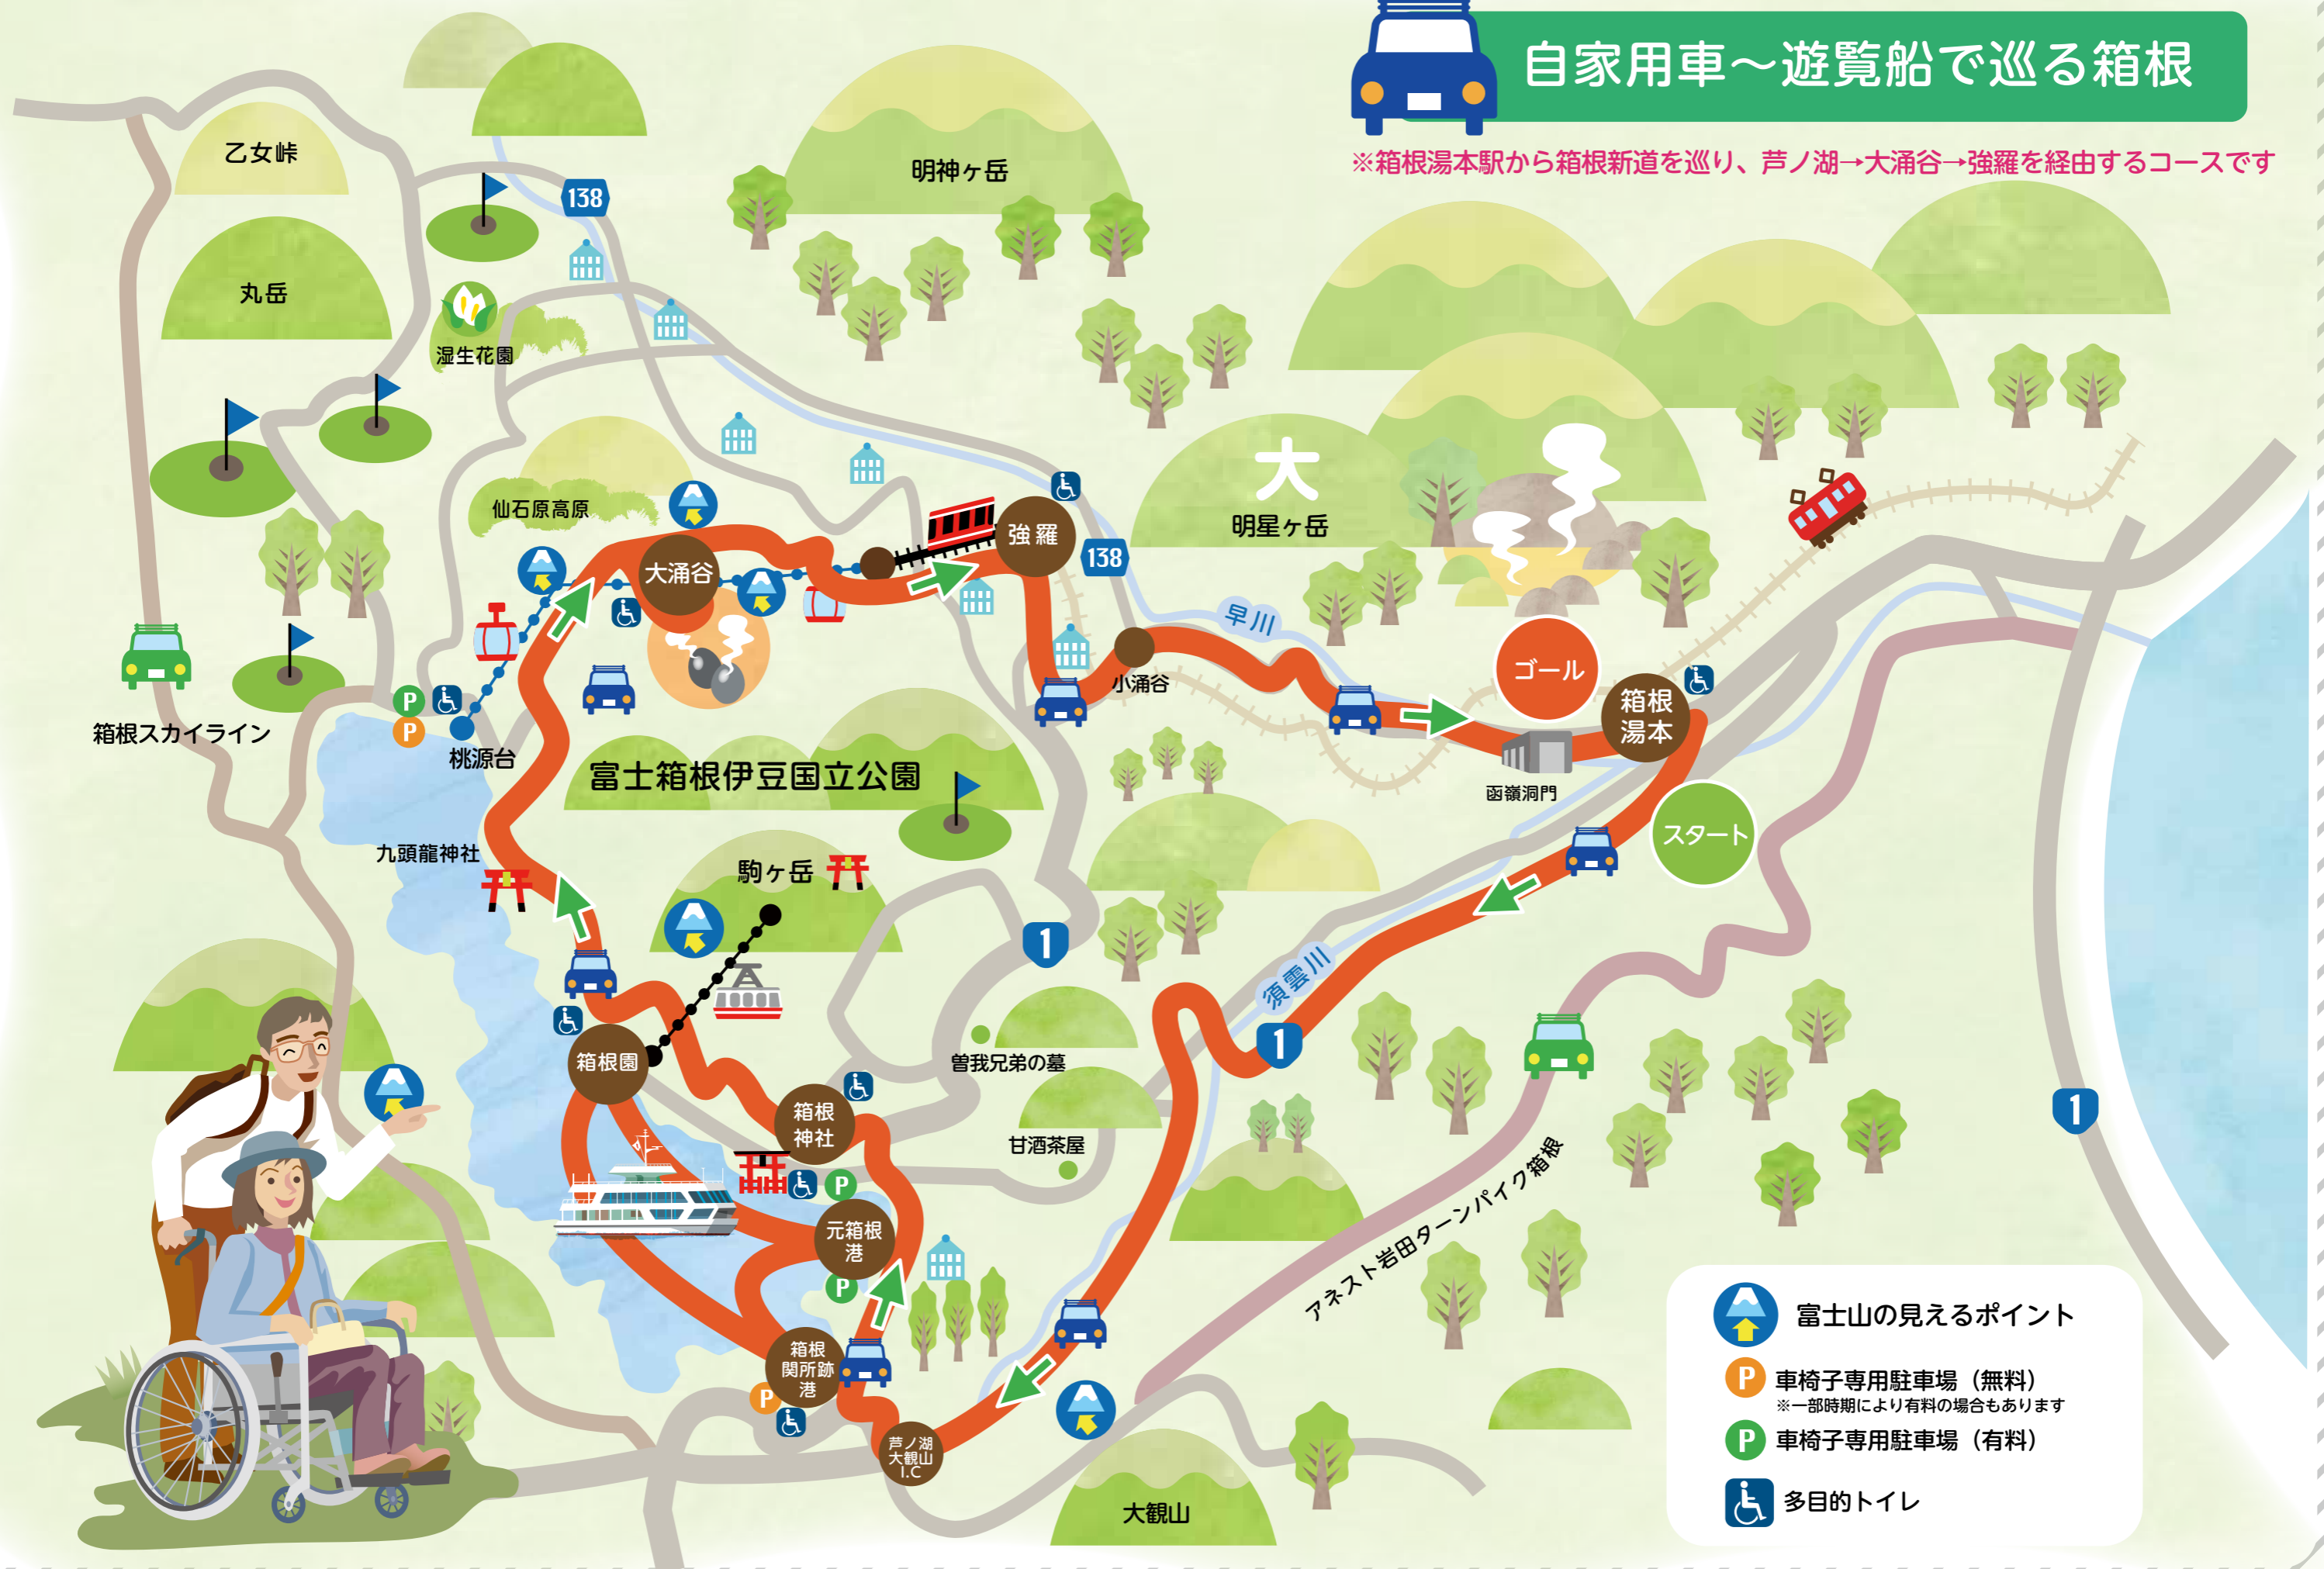 自家用車～遊覧船で巡る箱根
※箱根湯本駅から箱根新道を巡り、芦ノ湖→大涌谷→強羅を経由するコースです
乙女峠
138
明神ヶ岳
丸岳
湿生花園
大
明星ヶ岳
仙石原高原
強羅
138
大涌谷
早川
ゴール
小涌谷
箱根
湯本
箱根スカイライン
P
P
桃源台
富士箱根伊豆国立公園
函嶺洞門
スタート
九頭龍神社
駒ヶ岳
1
須雲川
1
曽我兄弟の墓
箱根園
箱根
神社
甘酒茶屋
1
P
元箱根
港
P
アネスト岩田ターンパイク箱根
箱根
関所跡
港
P
芦ノ湖
大観山
I.C
大観山
富士山の見えるポイント
P 車椅子専用駐車場（無料）
※一部時期により有料の場合もあります
P 車椅子専用駐車場（有料）
多目的トイレ